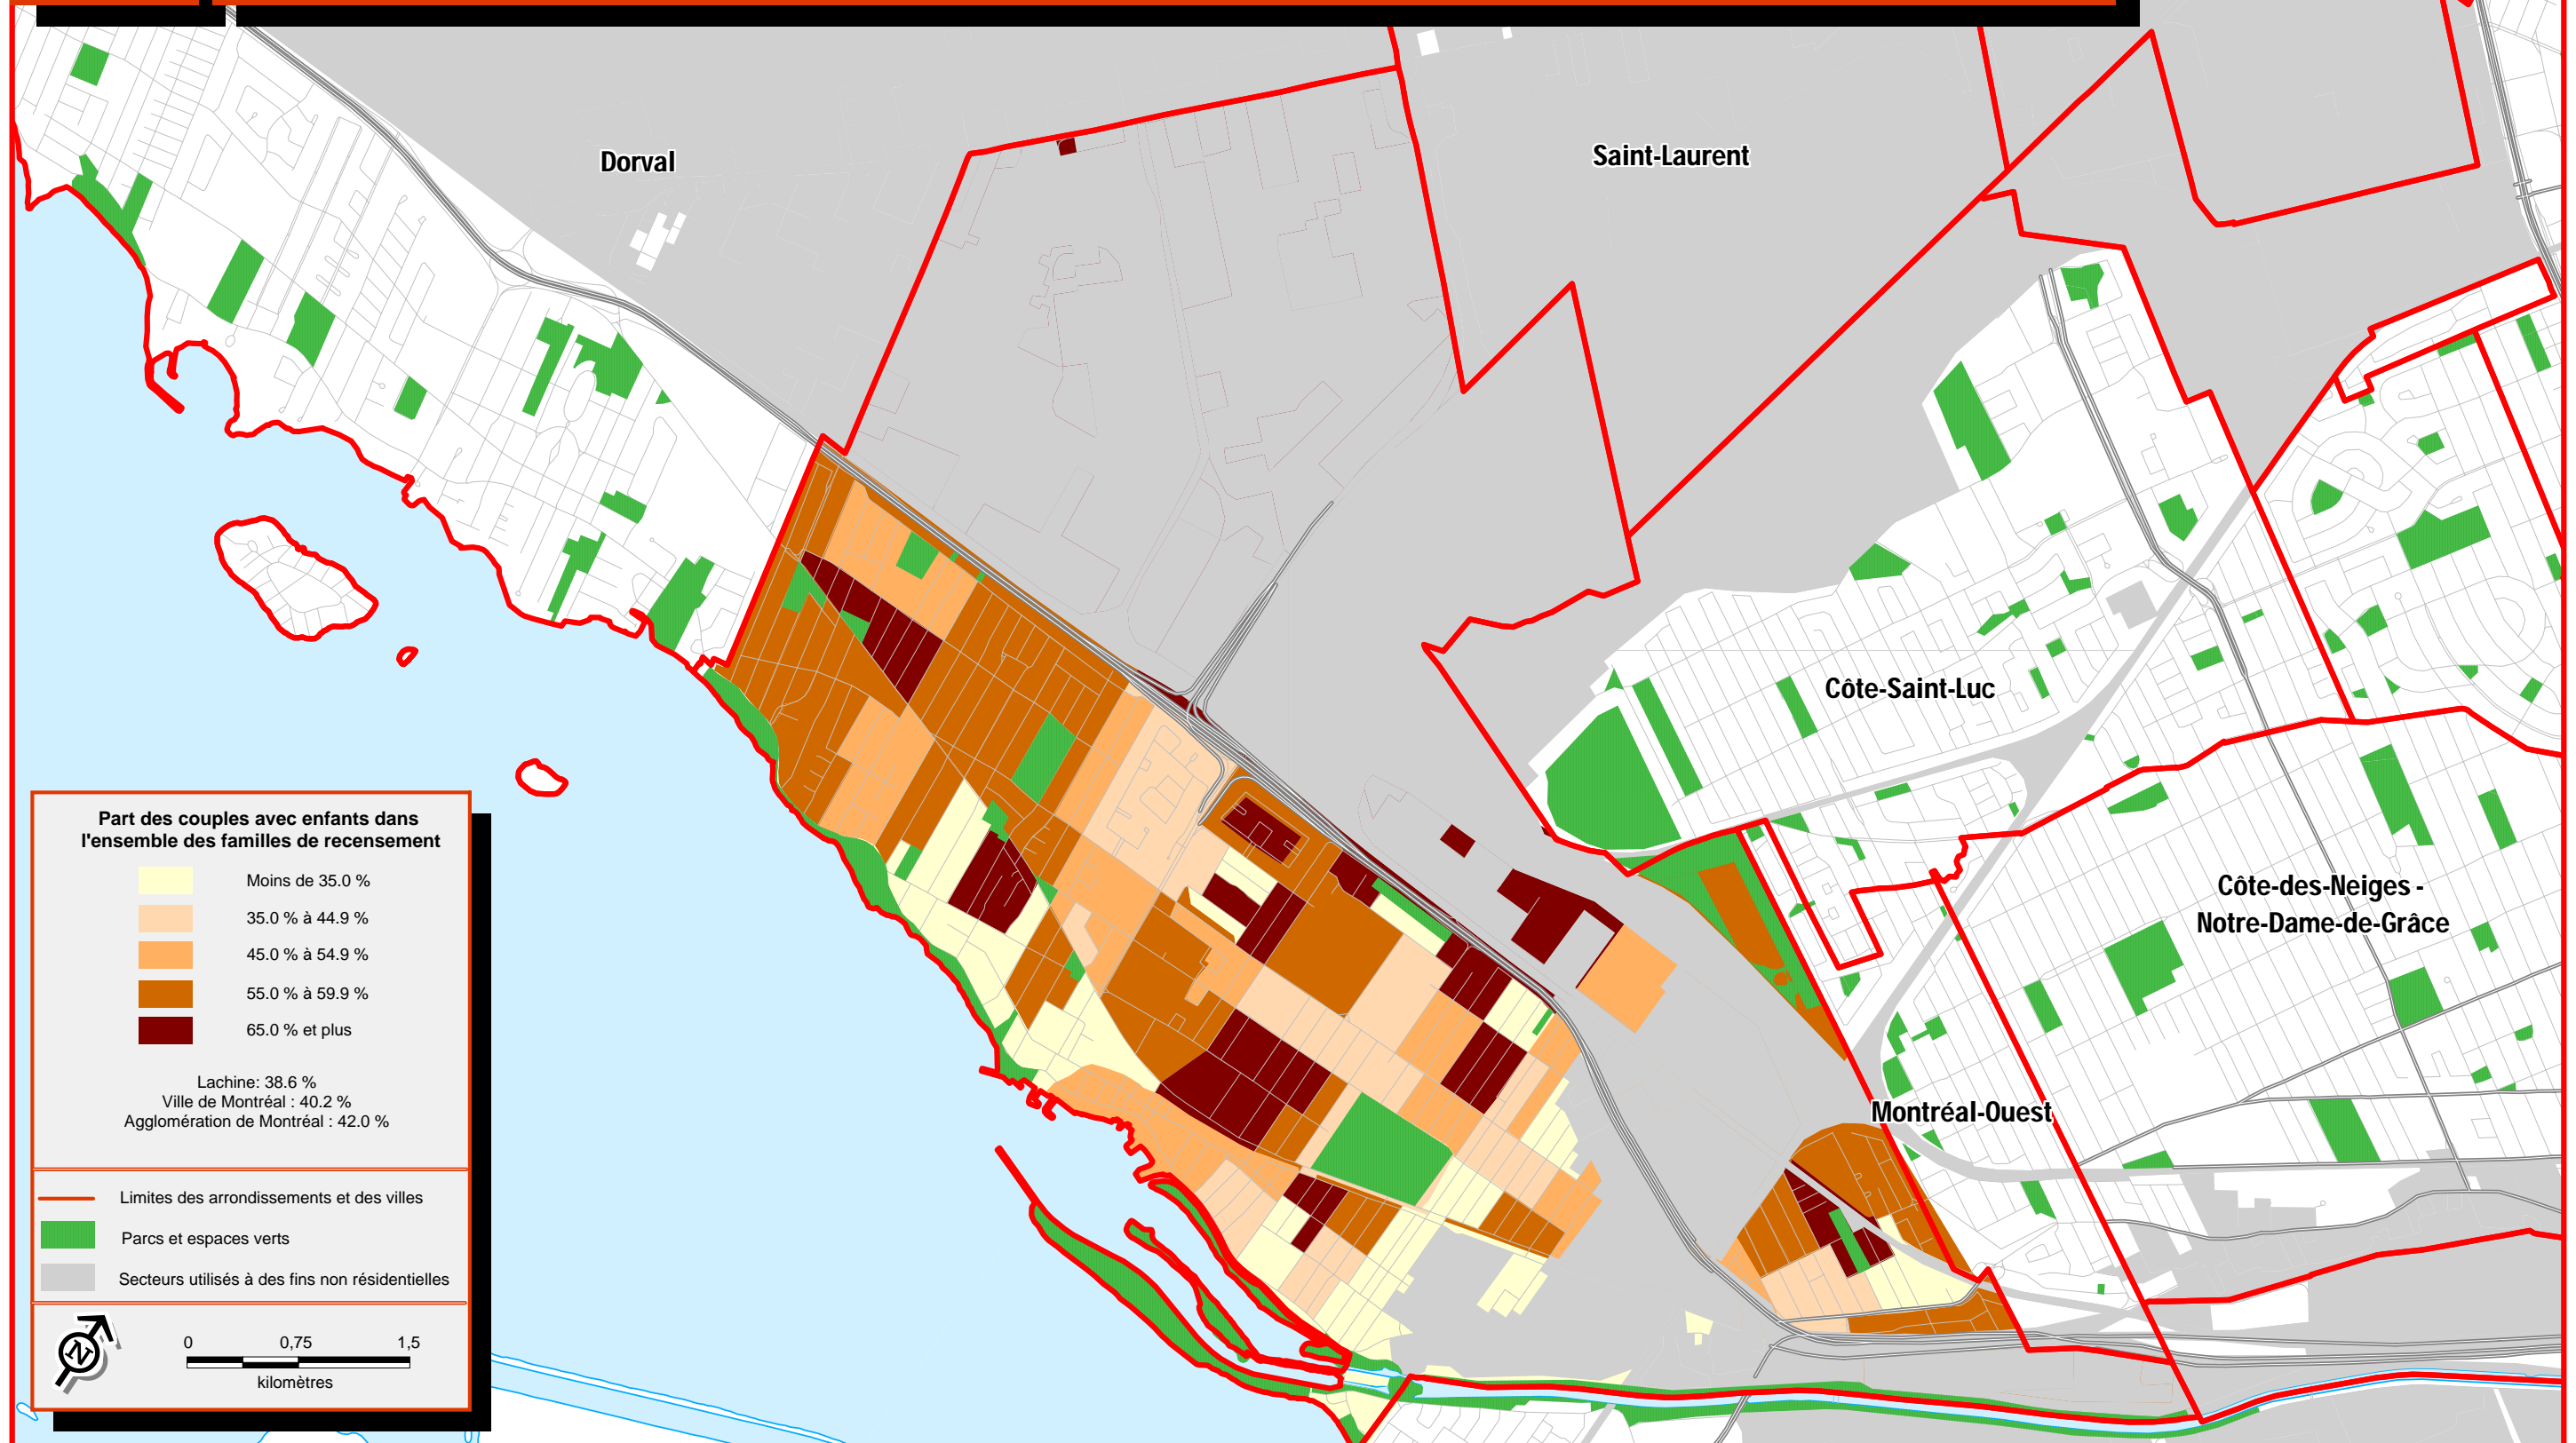 Dorval
Saint-Laurent
Côte-Saint-Luc
Côte-des-Neiges -
Notre-Dame-de-Grâce
Montréal-Ouest
Part des couples avec enfants dans
l'ensemble des familles de recensement
Moins de 35.0 %
35.0 % à 44.9 %
45.0 % à 54.9 %
55.0 % à 59.9 %
65.0 % et plus
Lachine: 38.6 %
Ville de Montréal : 40.2 %
Agglomération de Montréal : 42.0 %
Limites des arrondissements et des villes
Parcs et espaces verts
Secteurs utilisés à des fins non résidentielles
N
0 0,75 1,5
kilomètres